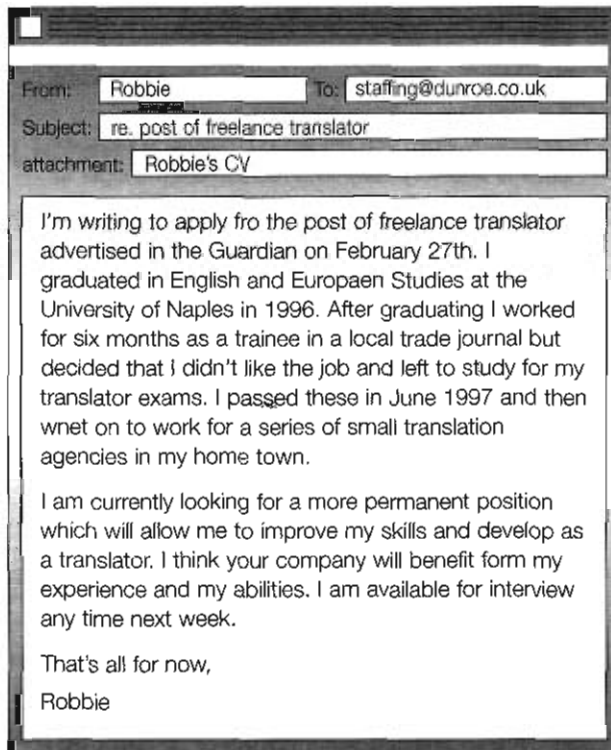 From: Robbie To: staffing@dunroe.co.uk
Subject: re. post of freelance translator
attachment: Robbie's CV
I'm writing to apply fro the post of freelance translator
advertised in the Guardian on February 27th. I
graduated in English and Europaen Studies at the
University of Naples in 1996. After graduating I worked
for six months as a trainee in a local trade journal but
decided that I didn't like the job and left to study for my
translator exams. I passed these in June 1997 and then
wnet on to work for a series of small translation
agencies in my home town.
I am currently looking for a more permanent position
which will allow me to improve my skills and develop as
a translator. I think your company will benefit form my
experience and my abilities. I am available for interview
any time next week.
That's all for now,
Robbie